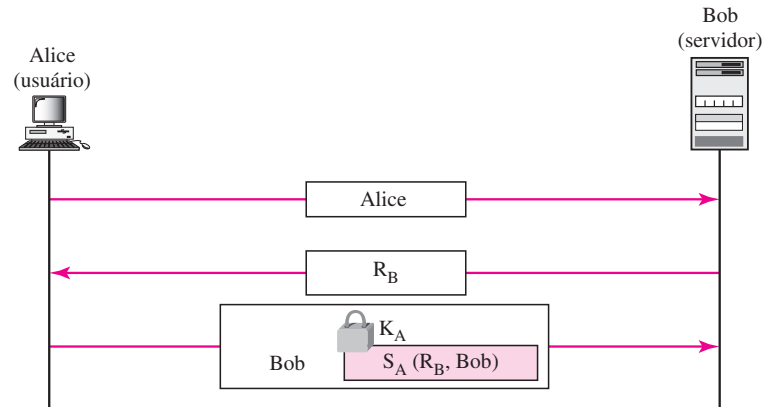 Alice
(usuário)
Bob
(servidor)
Alice
R_B
K_A
Bob
S_A (R_B, Bob)